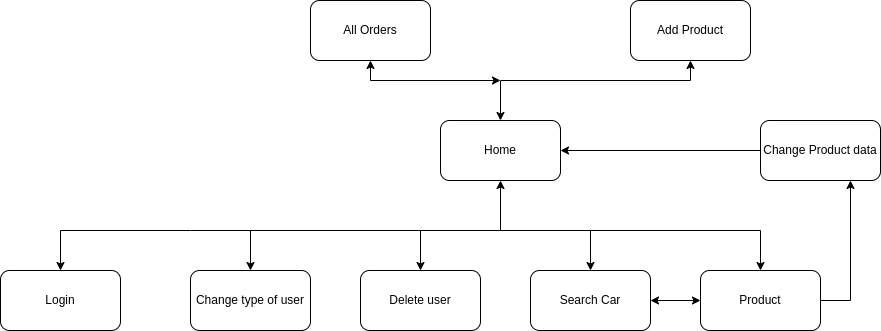 All Orders
Add Product
Home
Change Product data
Login
Change type of user
Delete user
Search Car
Product